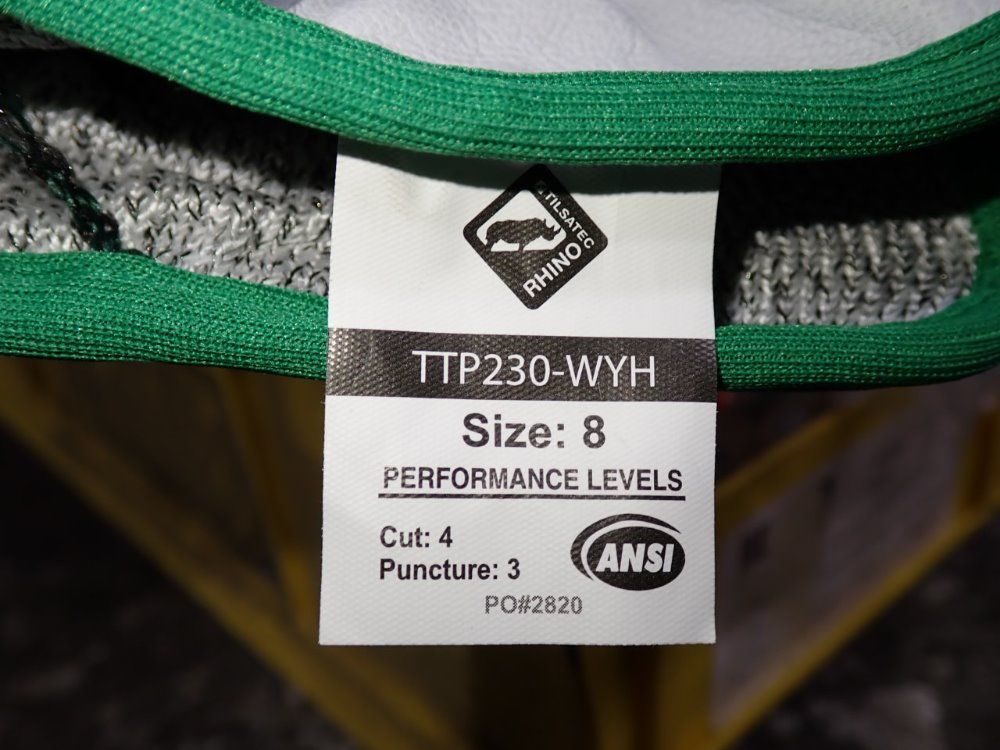 TILSATEC
RHINO
TTP230-WYH
Size: 8
PERFORMANCE LEVELS
Cut: 4
Puncture: 3
ANSI
PO#2820